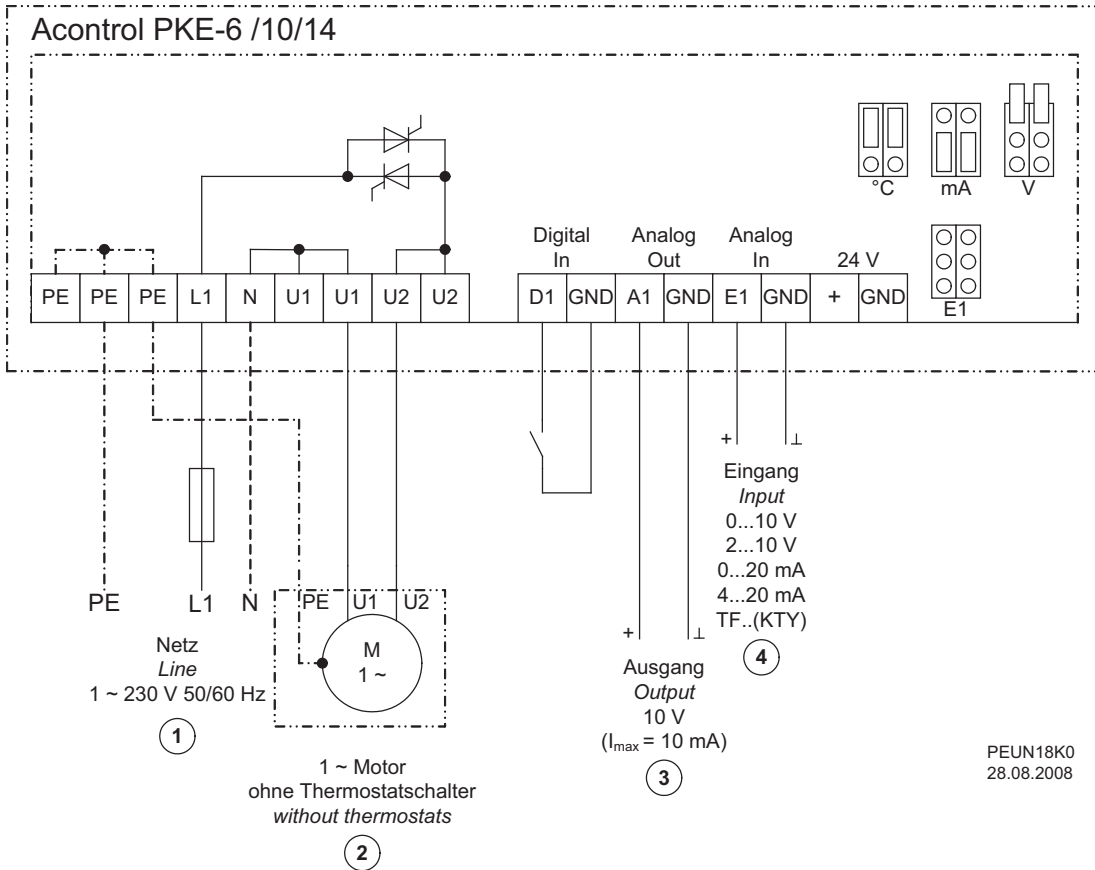 Acontrol PKE-6 /10/14
°C mA V
Digital In
Analog Out
Analog In
24 V
PE PE PE L1 N U1 U1 U2 U2
D1 GND A1 GND E1 GND + GND
E1
PE L1 N
Netz
Line
1 ~ 230 V 50/60 Hz
1
PE U1 U2
M
1 ~
1 ~ Motor
ohne Thermostatschalter
without thermostats
2
+ ⊥
Ausgang
Output
10 V
(Imax = 10 mA)
3
+ ⊥
Eingang
Input
0...10 V
2...10 V
0...20 mA
4...20 mA
TF..(KTY)
4
PEUN18K0
28.08.2008